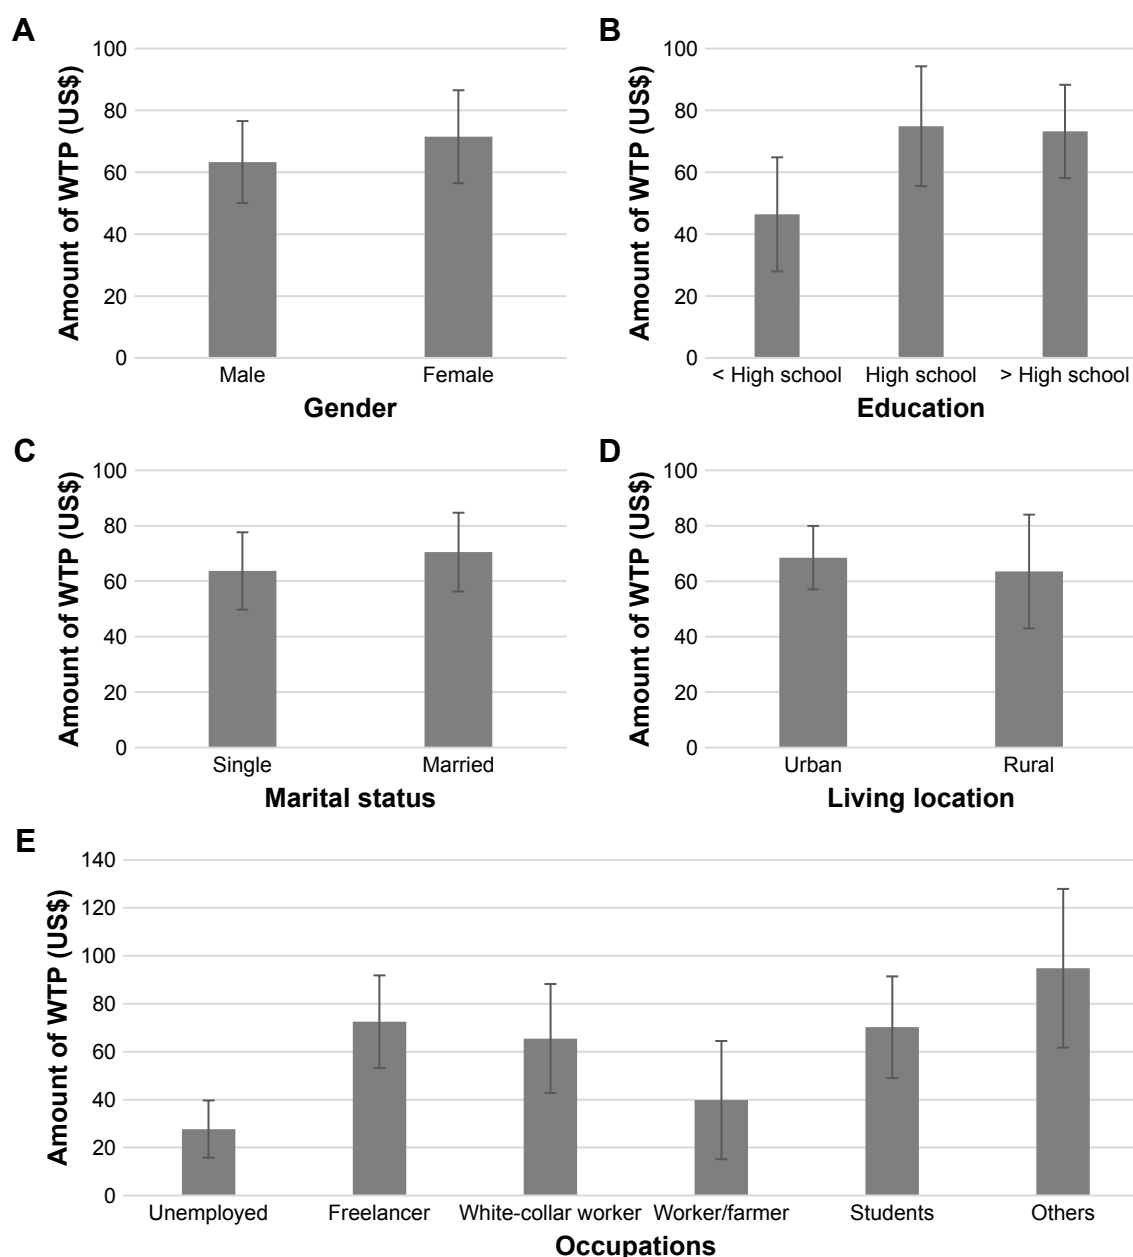 A
B
Amount of WTP (US$)
100
80
60
40
20
0
Male
Female
Gender
Amount of WTP (US$)
100
80
60
40
20
0
< High school
High school
> High school
Education
C
D
Amount of WTP (US$)
100
80
60
40
20
0
Single
Married
Marital status
Amount of WTP (US$)
100
80
60
40
20
0
Urban
Rural
Living location
E
Amount of WTP (US$)
140
120
100
80
60
40
20
0
Unemployed
Freelancer
White-collar worker
Worker/farmer
Students
Others
Occupations